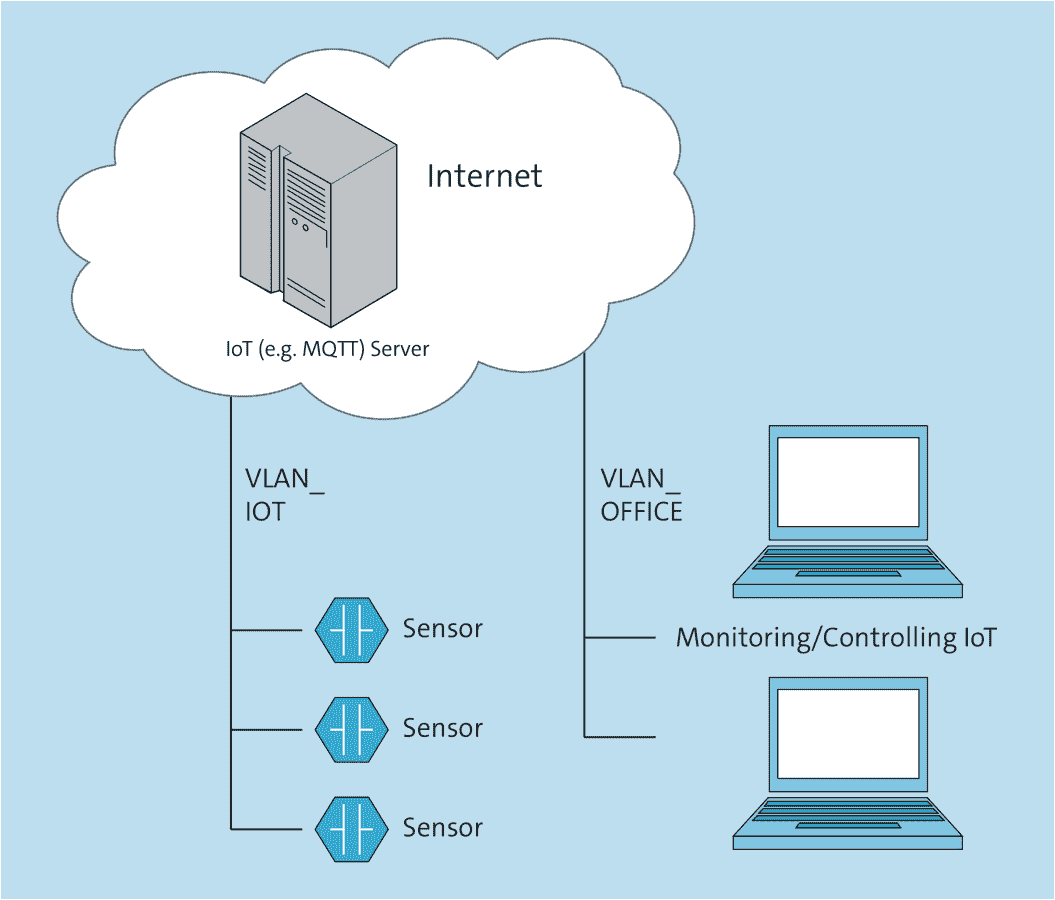 Internet
IoT (e.g. MQTT) Server
VLAN_
IOT
VLAN_
OFFICE
Sensor
Monitoring/Controlling IoT
Sensor
Sensor